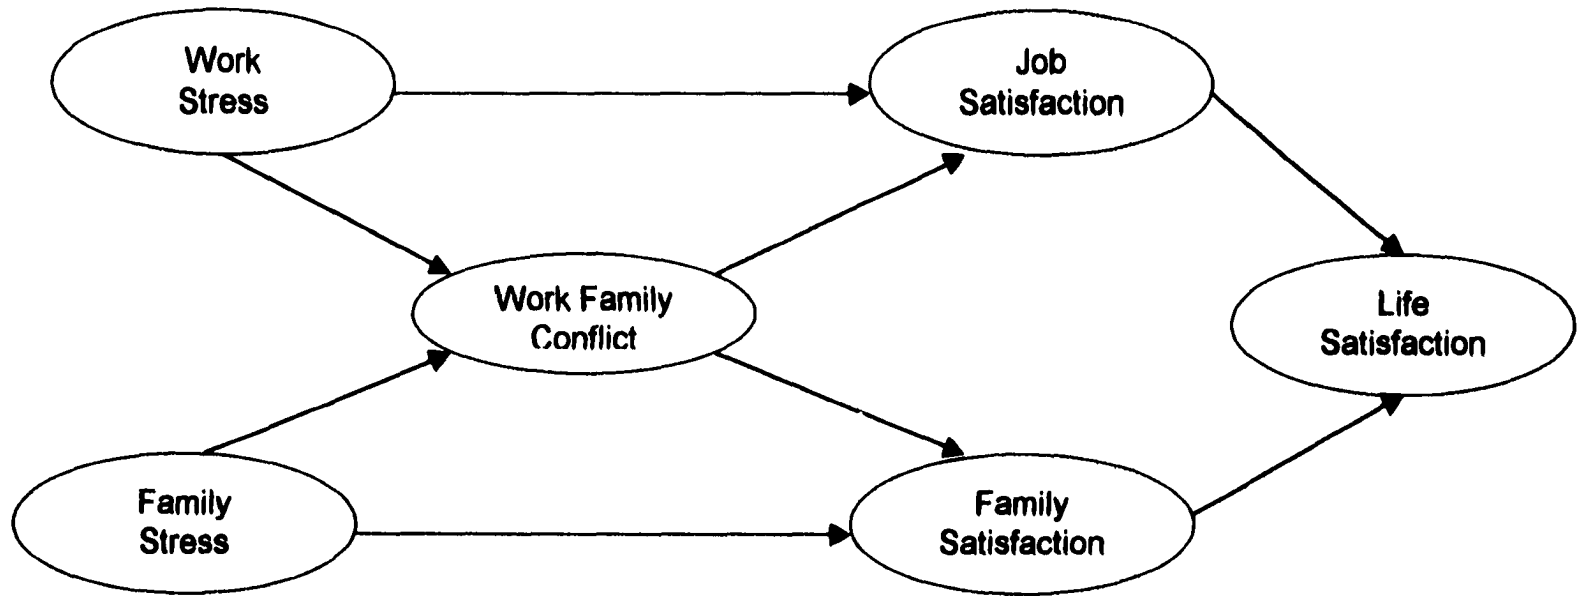 Work
Stress
Job
Satisfaction
Work Family
Conflict
Life
Satisfaction
Family
Stress
Family
Satisfaction